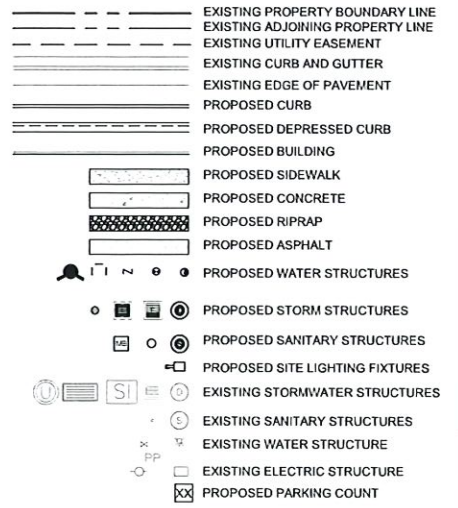 EXISTING PROPERTY BOUNDARY LINE
EXISTING ADJOINING PROPERTY LINE
EXISTING UTILITY EASEMENT
EXISTING CURB AND GUTTER
EXISTING EDGE OF PAVEMENT
PROPOSED CURB
PROPOSED DEPRESSED CURB
PROPOSED BUILDING
PROPOSED SIDEWALK
PROPOSED CONCRETE
PROPOSED RIPRAP
PROPOSED ASPHALT
PROPOSED WATER STRUCTURES
PROPOSED STORM STRUCTURES
PROPOSED SANITARY STRUCTURES
PROPOSED SITE LIGHTING FIXTURES
U SI D EXISTING STORMWATER STRUCTURES
S EXISTING SANITARY STRUCTURES
EXISTING WATER STRUCTURE
PP
EXISTING ELECTRIC STRUCTURE
XX PROPOSED PARKING COUNT